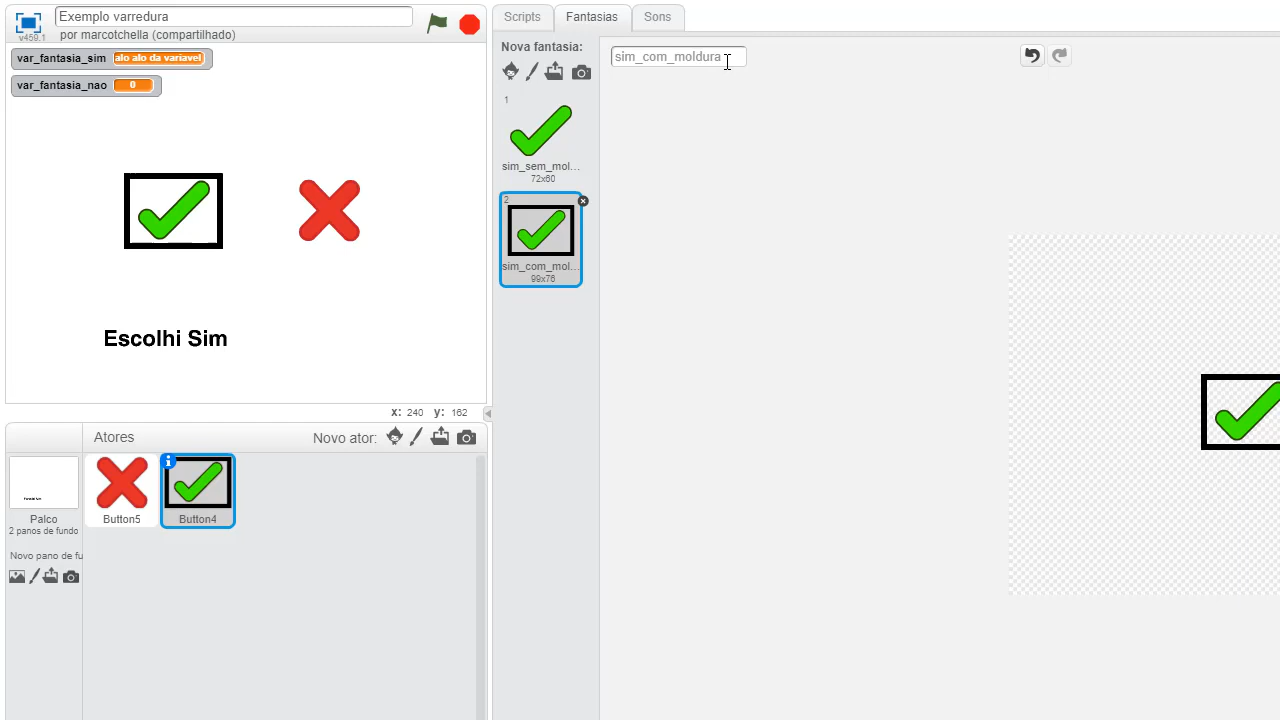 Exemplo varredura
por marcotchella (compartilhado)
v459.1
var_fantasia_sim alo alo da variavel
var_fantasia_nao 0
Escolhi Sim
x: 240 y: 162
Atores
Novo ator:
Palco
2 panos de fundo
Novo pano de fu
Button5
Button4
Scripts
Fantasias
Sons
Nova fantasia:
1
sim_sem_mol...
72x60
2
sim_com_mol...
99x76
sim_com_moldura